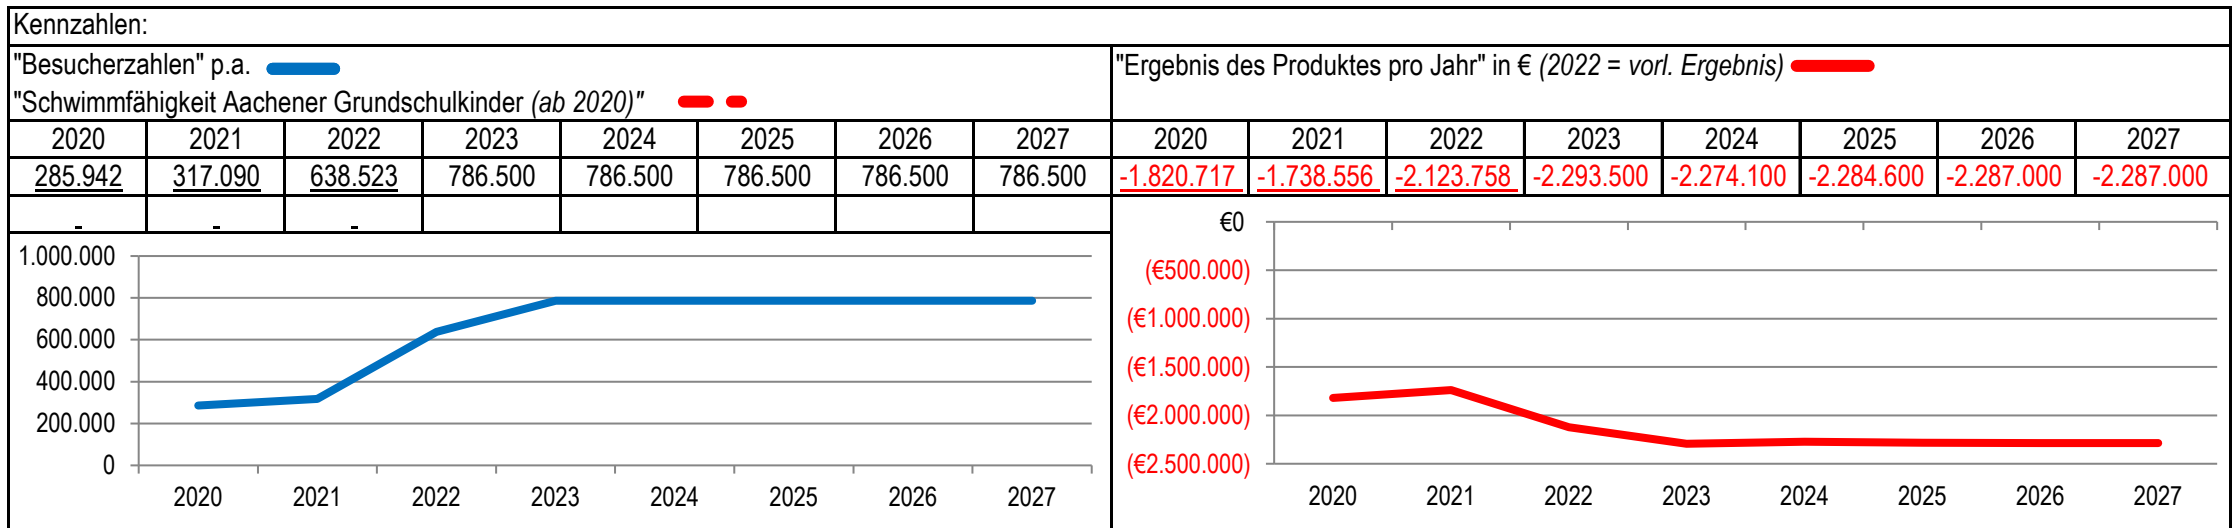 Kennzahlen:
"Besucherzahlen" p.a.
"Schwimmfähigkeit Aachener Grundschulkinder (ab 2020)"
2020 2021 2022 2023 2024 2025 2026 2027
285.942 317.090 638.523 786.500 786.500 786.500 786.500 786.500
- - -
1.000.000
800.000
600.000
400.000
200.000
0
2020 2021 2022 2023 2024 2025 2026 2027
"Ergebnis des Produktes pro Jahr" in € (2022 = vorl. Ergebnis)
2020 2021 2022 2023 2024 2025 2026 2027
-1.820.717 -1.738.556 -2.123.758 -2.293.500 -2.274.100 -2.284.600 -2.287.000 -2.287.000
€0
(€500.000)
(€1.000.000)
(€1.500.000)
(€2.000.000)
(€2.500.000)
2020 2021 2022 2023 2024 2025 2026 2027